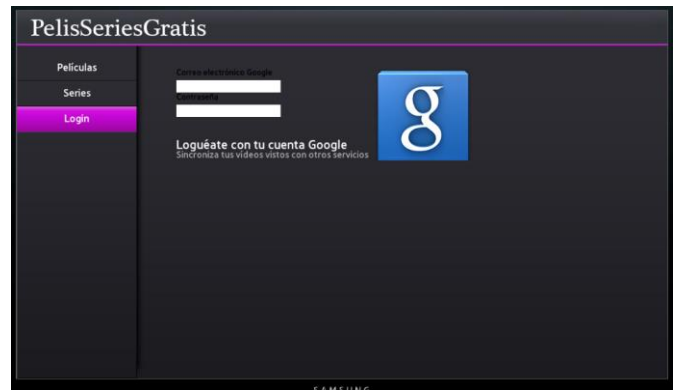 PelisSeriesGratis
Películas
Series
Login
Correo electrónico Google
Contraseña
Loguéate con tu cuenta Google
Sincroniza tus vídeos vistos con otros servicios
g
SAMSUNG